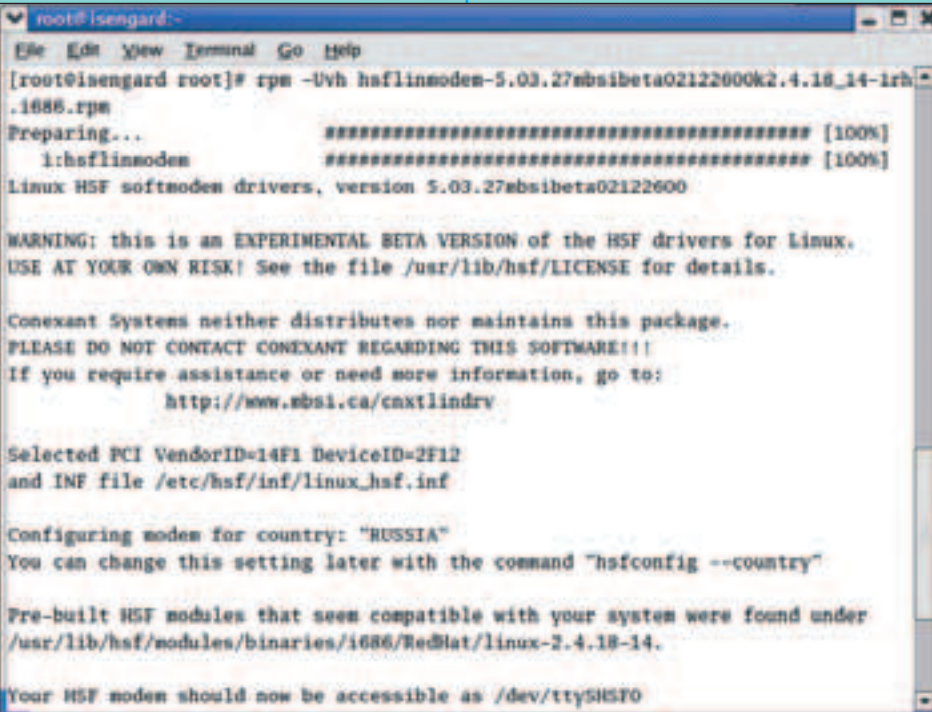 root@isengard:~
File Edit View Terminal Go Help
[root@isengard root]# rpm -Uvh hsflinmodem-5.03.27mbsibeta02122600k2.4.18_14-1rh
.i686.rpm
Preparing... ########################################### [100%]
1:hsflinmodem ########################################### [100%]
Linux HSF softmodem drivers, version 5.03.27mbsibeta02122600
WARNING: this is an EXPERIMENTAL BETA VERSION of the HSF drivers for Linux.
USE AT YOUR OWN RISK! See the file /usr/lib/hsf/LICENSE for details.
Conexant Systems neither distributes nor maintains this package.
PLEASE DO NOT CONTACT CONEXANT REGARDING THIS SOFTWARE!!!
If you require assistance or need more information, go to:
http://www.mbsi.ca/cnxtlindrv
Selected PCI VendorID=14F1 DeviceID=2F12
and INF file /etc/hsf/inf/linux_hsf.inf
Configuring modem for country: "RUSSIA"
You can change this setting later with the command "hsfconfig --country"
Pre-built HSF modules that seem compatible with your system were found under
/usr/lib/hsf/modules/binaries/i686/RedHat/linux-2.4.18-14.
Your HSF modem should now be accessible as /dev/ttySHSF0